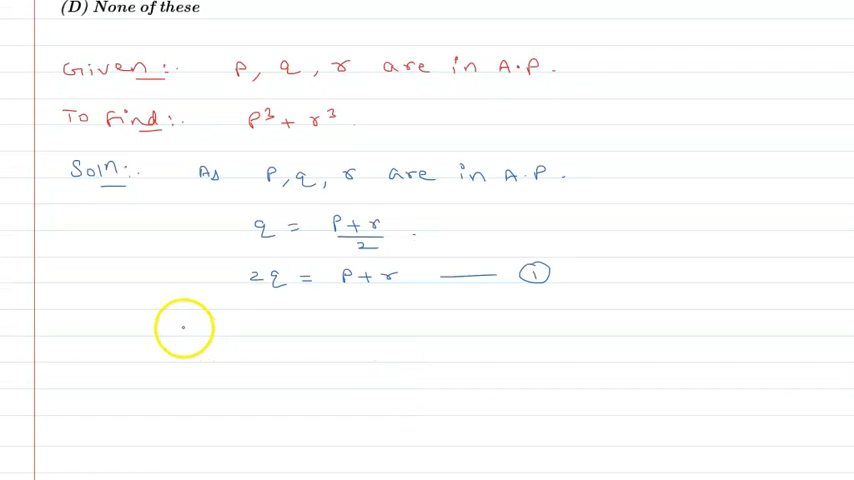 (D) None of these
Given :. P, q, r are in A.P.
To Find :. P³ + r³
Soln :. As P, q, r are in A.P.
q = P + r / 2 .
2q = P + r —— ①